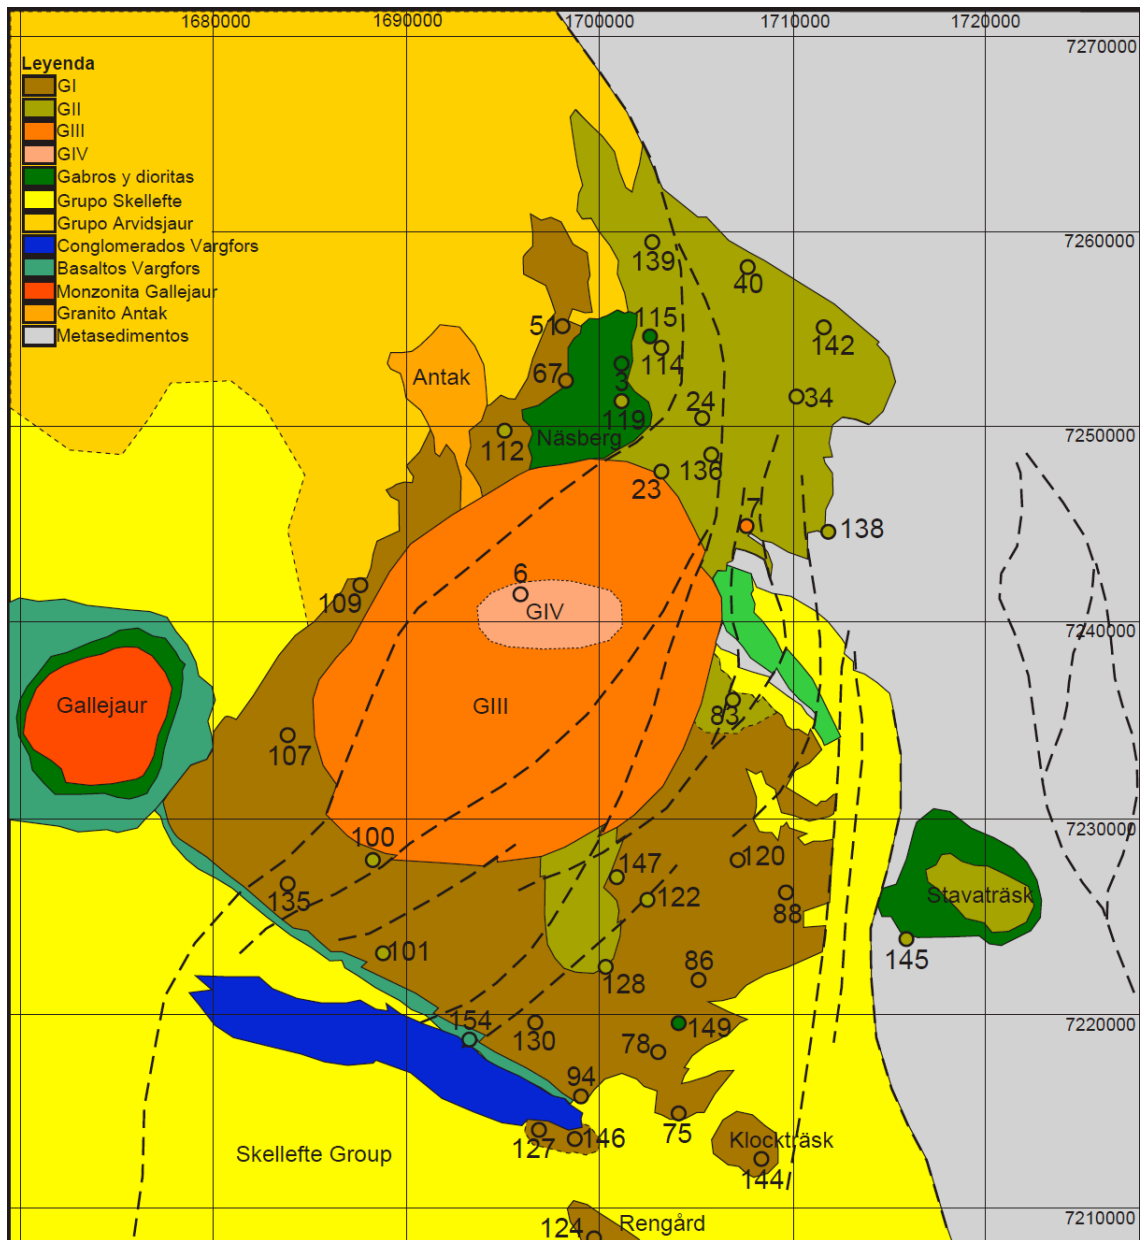 1680000
1690000
1700000
1710000
1720000
7270000
Leyenda
GI
GII
GIII
GIV
Gabros y dioritas
Grupo Skellefte
Grupo Arvidsjaur
Conglomerados Vargfors
Basaltos Vargfors
Monzonita Gallejaur
Granito Antak
Metasedimentos
7260000
139
40
51
115
114
142
67
3
Antak
24
34
119
Näsberg
112
7250000
136
23
7
138
6
109
GIV
7240000
Gallejaur
GIII
83
107
7230000
100
147
120
135
122
88
Stavaträsk
101
86
145
128
154
130
149
7220000
78
94
75
127
146
Klockträsk
144
Skellefte Group
7210000
124
Rengård